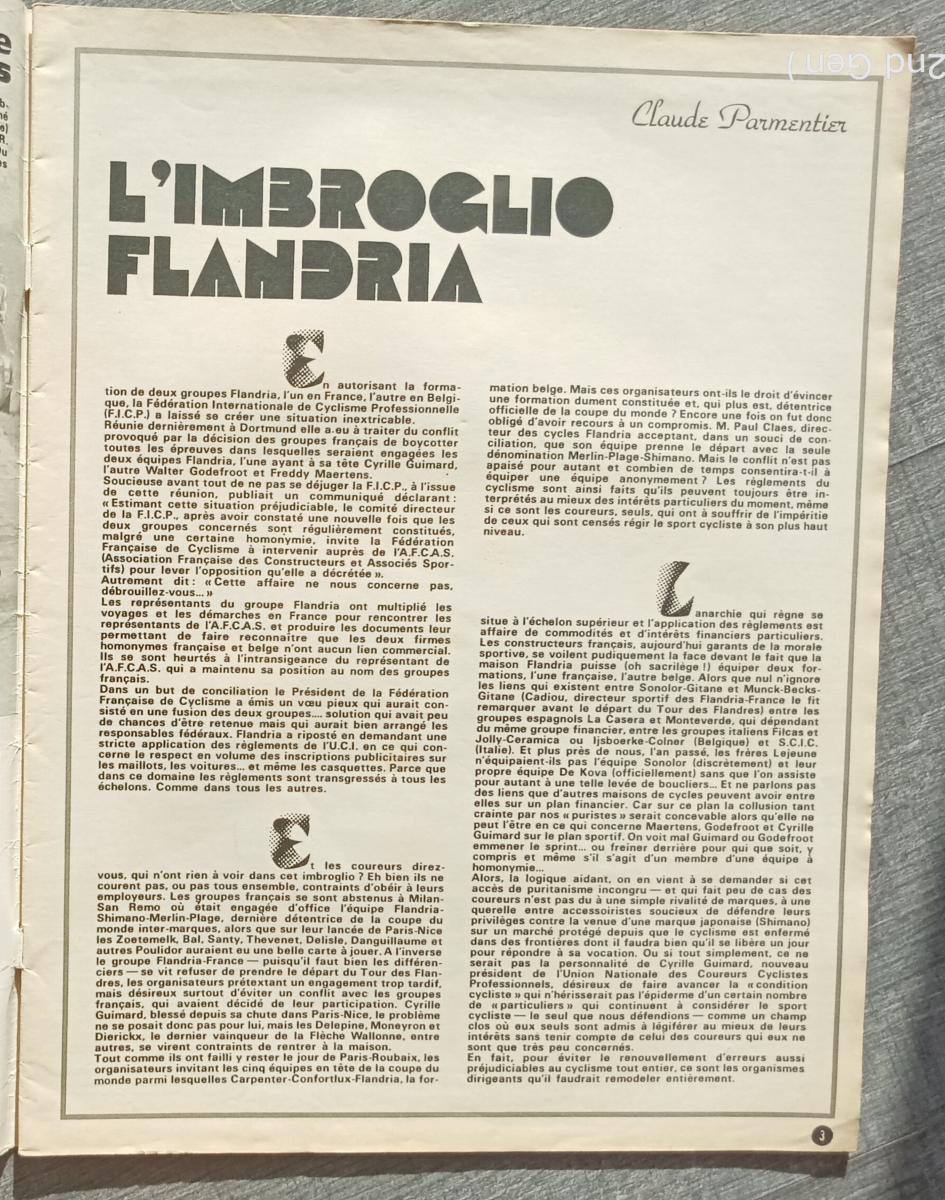 2nd Gen )
Claude Parmentier
L'IMBROGLIO
FLANDRIA
En autorisant la forma-
tion de deux groupes Flandria, l'un en France, l'autre en Belgi-
que, la Fédération Internationale de Cyclisme Professionnelle
(F.I.C.P.) a laissé se créer une situation inextricable.
Réunie dernièrement à Dortmund elle a eu à traiter du conflit
provoqué par la décision des groupes français de boycotter
toutes les épreuves dans lesquelles seraient engagées les
deux équipes Flandria, l'une ayant à sa tête Cyrille Guimard,
l'autre Walter Godefroot et Freddy Maertens.
Soucieuse avant tout de ne pas se déjuger la F.I.C.P., à l'issue
de cette réunion, publiait un communiqué déclarant :
« Estimant cette situation préjudiciable, le comité directeur
de la F.I.C.P., après avoir constaté une nouvelle fois que les
deux groupes concernés sont régulièrement constitués,
malgré une certaine homonymie, invite la Fédération
Française de Cyclisme à intervenir auprès de l'A.F.C.A.S.
(Association Française des Constructeurs et Associés Spor-
tifs) pour lever l'opposition qu'elle a décrétée ».
Autrement dit : « Cette affaire ne nous concerne pas,
débrouillez-vous... »
Les représentants du groupe Flandria ont multiplié les
voyages et les démarches en France pour rencontrer les
représentants de l'A.F.C.A.S. et produire les documents leur
permettant de faire reconnaitre que les deux firmes
homonymes française et belge n'ont aucun lien commercial.
Ils se sont heurtés à l'intransigeance du représentant de
l'A.F.C.A.S. qui a maintenu sa position au nom des groupes
français.
Dans un but de conciliation le Président de la Fédération
Française de Cyclisme a émis un vœu pieux qui aurait con-
sisté en une fusion des deux groupes.... solution qui avait peu
de chances d'être retenue mais qui aurait bien arrangé les
responsables fédéraux. Flandria a riposté en demandant une
stricte application des règlements de l'U.C.I. en ce qui con-
cerne le respect en volume des inscriptions publicitaires sur
les maillots, les voitures... et même les casquettes. Parce que
dans ce domaine les règlements sont transgressés à tous les
échelons. Comme dans tous les autres.
Et les coureurs direz-
vous, qui n'ont rien à voir dans cet imbroglio ? Eh bien ils ne
courent pas, ou pas tous ensemble, contraints d'obéir à leurs
employeurs. Les groupes français se sont abstenus à Milan-
San Remo où était engagée d'office l'équipe Flandria-
Shimano-Merlin-Plage, dernière détentrice de la coupe du
monde inter-marques, alors que sur leur lancée de Paris-Nice
les Zoetemelk, Bal, Santy, Thevenet, Delisle, Danguillaume et
autres Poulidor auraient eu une belle carte à jouer. A l'inverse
le groupe Flandria-France — puisqu'il faut bien les différen-
ciers — se vit refuser de prendre le départ du Tour des Flan-
dres, les organisateurs prétextant un engagement trop tardif,
mais désireux surtout d'éviter un conflit avec les groupes
français, qui avaient décidé de leur participation. Cyrille
Guimard, blessé depuis sa chute dans Paris-Nice, le problème
ne se posait donc pas pour lui, mais les Delepine, Moneyron et
Dierickx, le dernier vainqueur de la Flèche Wallonne, entre
autres, se virent contraints de rentrer à la maison.
Tout comme ils ont failli y rester le jour de Paris-Roubaix, les
organisateurs invitant les cinq équipes en tête de la coupe du
monde parmi lesquelles Carpenter-Confortlux-Flandria, la for-
mation belge. Mais ces organisateurs ont-ils le droit d'évincer
une formation dument constituée et, qui plus est, détentrice
officielle de la coupe du monde ? Encore une fois on fut donc
obligé d'avoir recours à un compromis. M. Paul Claes, direc-
teur des cycles Flandria acceptant, dans un souci de con-
ciliation, que son équipe prenne le départ avec la seule
dénomination Merlin-Plage-Shimano. Mais le conflit n'est pas
apaisé pour autant et combien de temps consentira-t-il à
équiper une équipe anonymement ? Les règlements du
cyclisme sont ainsi faits qu'ils peuvent toujours être in-
terprétés au mieux des intérêts particuliers du moment, même
si ce sont les coureurs, seuls, qui ont à souffrir de l'impéritie
de ceux qui sont censés régir le sport cycliste à son plus haut
niveau.
L anarchie qui règne se
situe à l'échelon supérieur et l'application des règlements est
affaire de commodités et d'intérêts financiers particuliers.
Les constructeurs français, aujourd'hui garants de la morale
sportive, se voilent pudiquement la face devant le fait que la
maison Flandria puisse (oh sacrilège !) équiper deux for-
mations, l'une française, l'autre belge. Alors que nul n'ignore
les liens qui existent entre Sonolor-Gitane et Munck-Becks-
Gitane (Cadiou, directeur sportif des Flandria-France le fit
remarquer avant le départ du Tour des Flandres) entre les
groupes espagnols La Casera et Monteverde, qui dépendant
du même groupe financier, entre les groupes italiens Filcas et
Jolly-Ceramica ou Ijsboerke-Colner (Belgique) et S.C.I.C.
(Italie). Et plus près de nous, l'an passé, les frères Lejeune
n'équipaient-ils pas l'équipe Sonolor (discrètement) et leur
propre équipe De Kova (officiellement) sans que l'on assiste
pour autant à une telle levée de boucliers... Et ne parlons pas
des liens que d'autres maisons de cycles peuvent avoir entre
elles sur un plan financier. Car sur ce plan la collusion tant
crainte par nos « puristes » serait concevable alors qu'elle ne
peut l'être en ce qui concerne Maertens, Godefroot et Cyrille
Guimard sur le plan sportif. On voit mal Guimard ou Godefroot
emmener le sprint... ou freiner derrière pour qui que soit, y
compris et même s'il s'agit d'un membre d'une équipe à
homonymie...
Alors, la logique aidant, on en vient à se demander si cet
accès de puritanisme incongru — et qui fait peu de cas des
coureurs n'est pas du à une simple rivalité de marques, à une
querelle entre accessoiristes soucieux de défendre leurs
privilèges contre la venue d'une marque japonaise (Shimano)
sur un marché protégé depuis que le cyclisme est enfermé
dans des frontières dont il faudra bien qu'il se libère un jour
pour répondre à sa vocation. Ou si tout simplement, ce ne
serait pas la personnalité de Cyrille Guimard, nouveau
président de l'Union Nationale des Coureurs Cyclistes
Professionnels, désireux de faire avancer la « condition
cycliste » qui n'hérisserait pas l'épiderme d'un certain nombre
de « particuliers » qui continuent à considérer le sport
cycliste — le seul que nous défendions — comme un champ
clos où eux seuls sont admis à légiférer au mieux de leurs
intérêts sans tenir compte de celui des coureurs qui eux ne
sont que très peu concernés.
En fait, pour éviter le renouvellement d'erreurs aussi
préjudiciables au cyclisme tout entier, ce sont les organismes
dirigeants qu'il faudrait remodeler entièrement.
3